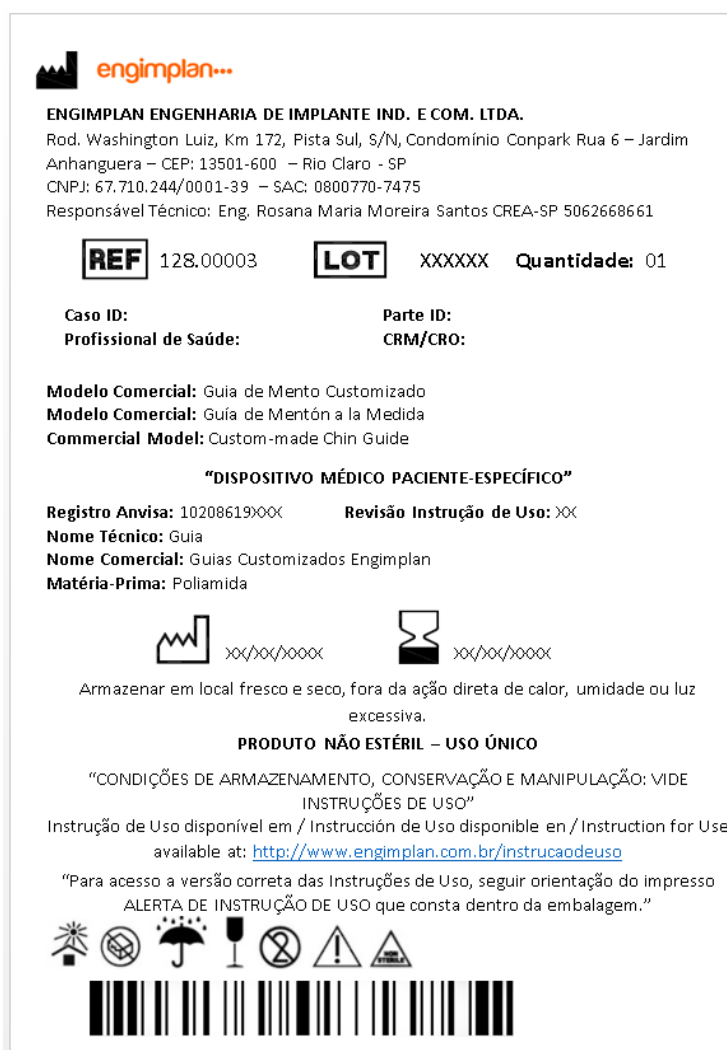 engimplan
ENGIMPLAN ENGENHARIA DE IMPLANTE IND. E COM. LTDA.
Rod. Washington Luiz, Km 172, Pista Sul, S/N, Condomínio Conpark Rua 6 – Jardim
Anhanguera – CEP: 13501-600 – Rio Claro - SP
CNPJ: 67.710.244/0001-39 – SAC: 0800770-7475
Responsável Técnico: Eng. Rosana Maria Moreira Santos CREA-SP 5062668661
REF 128.00003 LOT XXXXXX Quantidade: 01
Caso ID: Parte ID:
Profissional de Saúde: CRM/CRO:
Modelo Comercial: Guia de Mento Customizado
Modelo Comercial: Guía de Mentón a la Medida
Commercial Model: Custom-made Chin Guide
“DISPOSITIVO MÉDICO PACIENTE-ESPECÍFICO”
Registro Anvisa: 10208619XXX Revisão Instrução de Uso: XX
Nome Técnico: Guia
Nome Comercial: Guias Customizados Engimplan
Matéria-Prima: Poliamida
XX/XX/XXXX XX/XX/XXXX
Armazenar em local fresco e seco, fora da ação direta de calor, umidade ou luz
excessiva.
PRODUTO NÃO ESTÉRIL – USO ÚNICO
“CONDIÇÕES DE ARMAZENAMENTO, CONSERVAÇÃO E MANIPULAÇÃO: VIDE
INSTRUÇÕES DE USO”
Instrução de Uso disponível em / Instrucción de Uso disponible en / Instruction for Use
available at: http://www.engimplan.com.br/instrucaodeuso
“Para acesso a versão correta das Instruções de Uso, seguir orientação do impresso
ALERTA DE INSTRUÇÃO DE USO que consta dentro da embalagem.”
2
NON STERILE